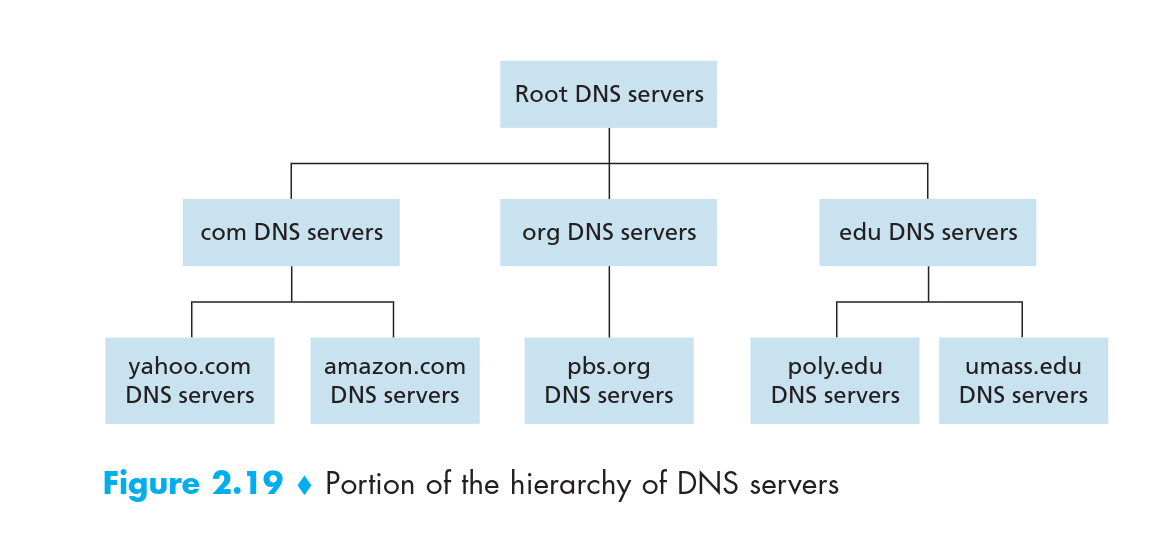 Root DNS servers
com DNS servers
org DNS servers
edu DNS servers
yahoo.com
DNS servers
amazon.com
DNS servers
pbs.org
DNS servers
poly.edu
DNS servers
umass.edu
DNS servers
Figure 2.19 ♦ Portion of the hierarchy of DNS servers